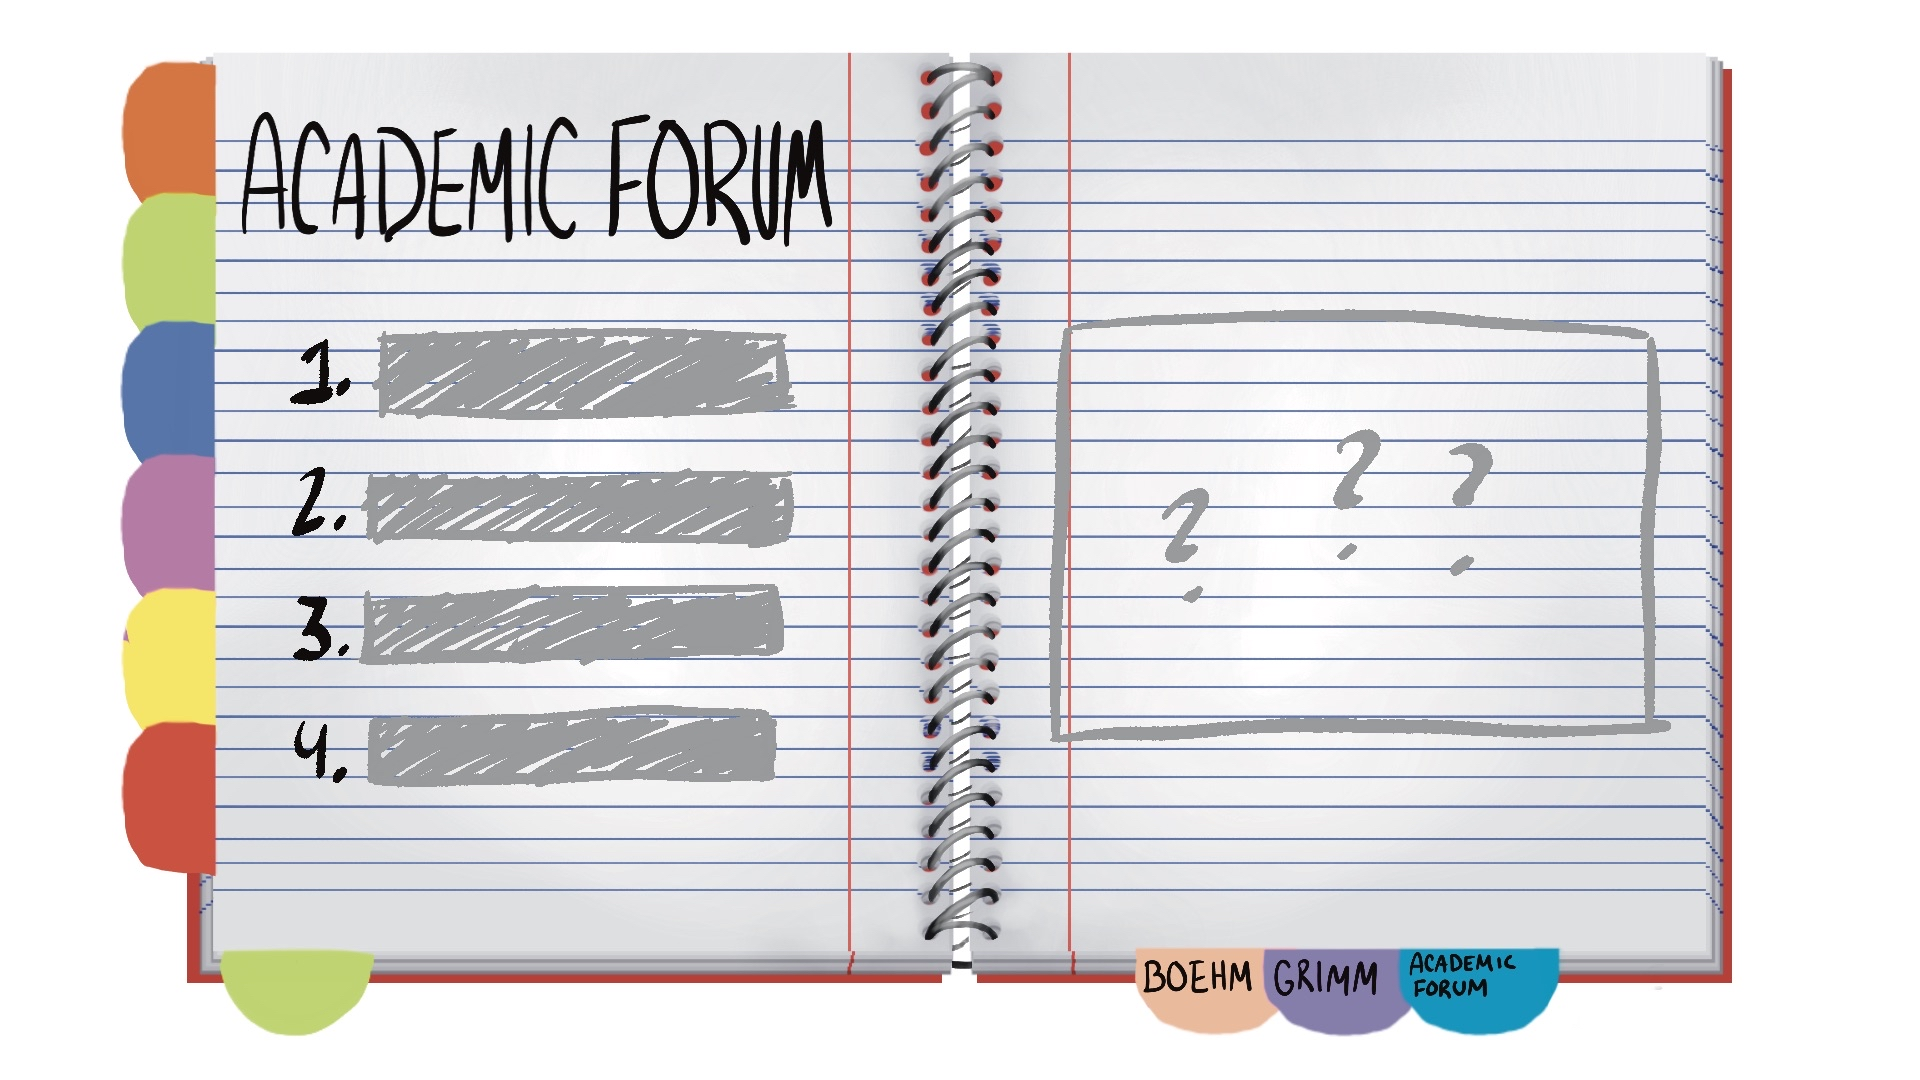 ACADEMIC FORUM
1.
2.
3.
4.
? ? ?
BOEHM
GRIMM
ACADEMIC
FORUM